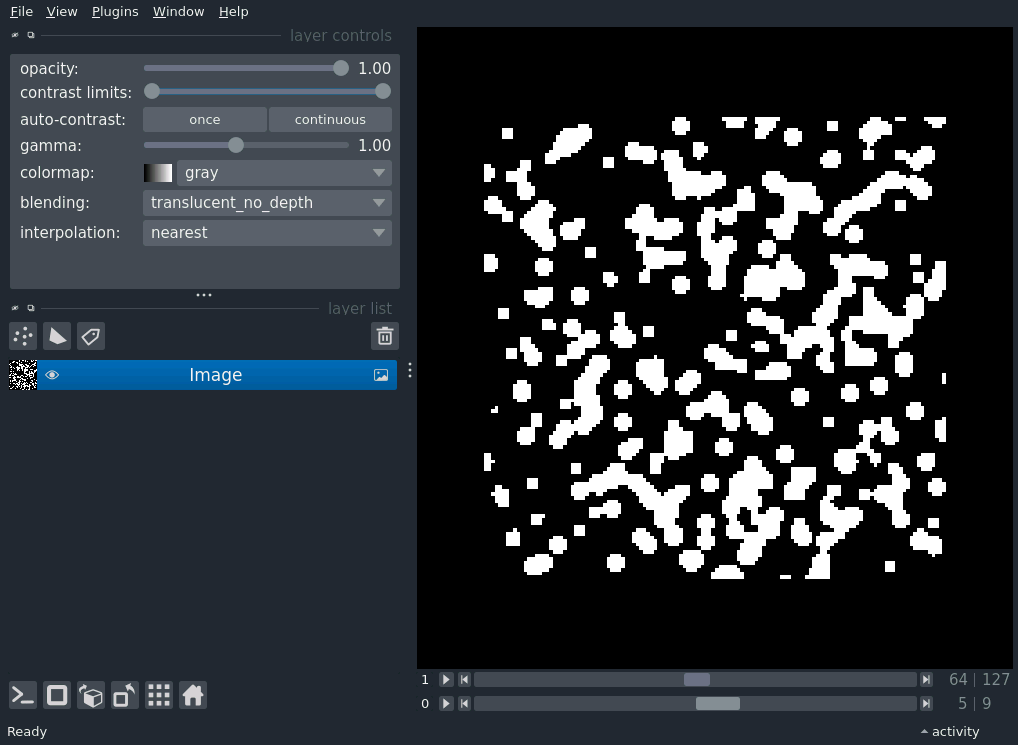 File View Plugins Window Help
layer controls
opacity: 1.00
contrast limits:
auto-contrast: once continuous
gamma: 1.00
colormap: gray
blending: translucent_no_depth
interpolation: nearest
layer list
Image
1 64 | 127
0 5 | 9
Ready activity